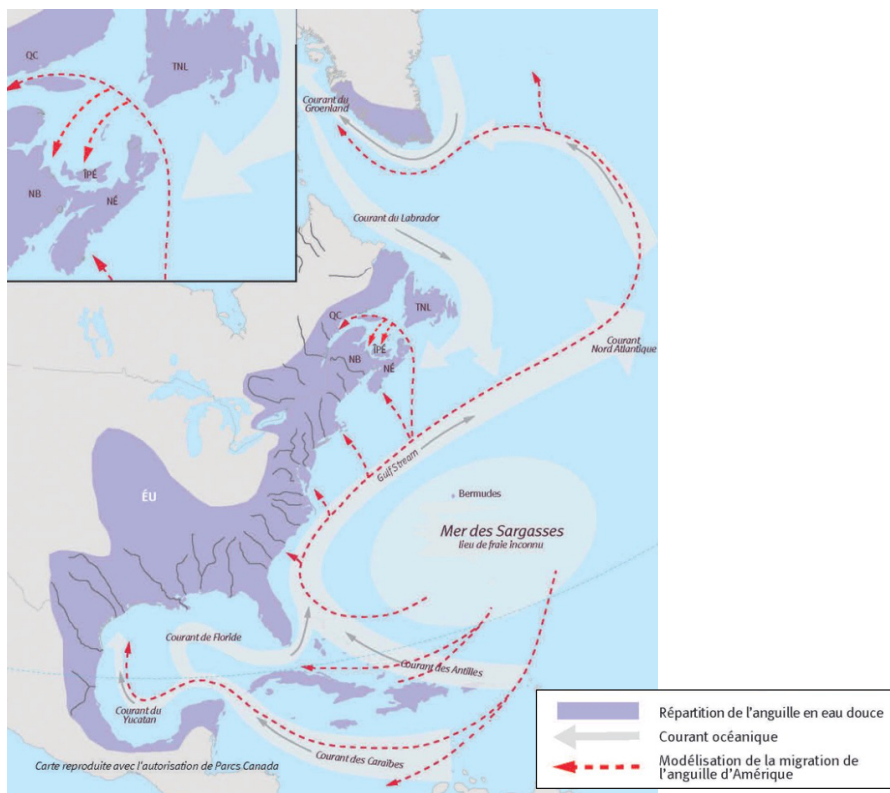 QC
TNL
ÎPÉ
NB
NÉ
Courant du
Groenland
Courant du Labrador
QC
TNL
ÎPÉ
NB
NÉ
Courant
Nord Atlantique
Gulf Stream
ÉU
Bermudes
Mer des Sargasses
lieu de fraie inconnu
Courant de Floride
Courant des Antilles
Courant du
Yucatan
Courant des Caraïbes
Carte reproduite avec l'autorisation de Parcs Canada
Répartition de l'anguille en eau douce
Courant océanique
Modélisation de la migration de
l'anguille d'Amérique